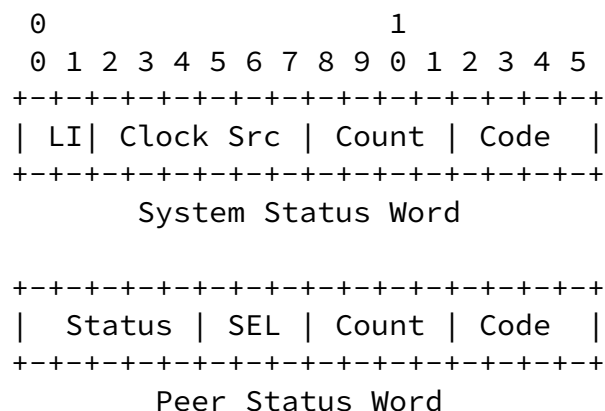 0                   1
0 1 2 3 4 5 6 7 8 9 0 1 2 3 4 5
+-+-+-+-+-+-+-+-+-+-+-+-+-+-+-+-+
| LI| Clock Src | Count | Code  |
+-+-+-+-+-+-+-+-+-+-+-+-+-+-+-+-+
System Status Word
+-+-+-+-+-+-+-+-+-+-+-+-+-+-+-+-+
|  Status | SEL | Count | Code  |
+-+-+-+-+-+-+-+-+-+-+-+-+-+-+-+-+
Peer Status Word